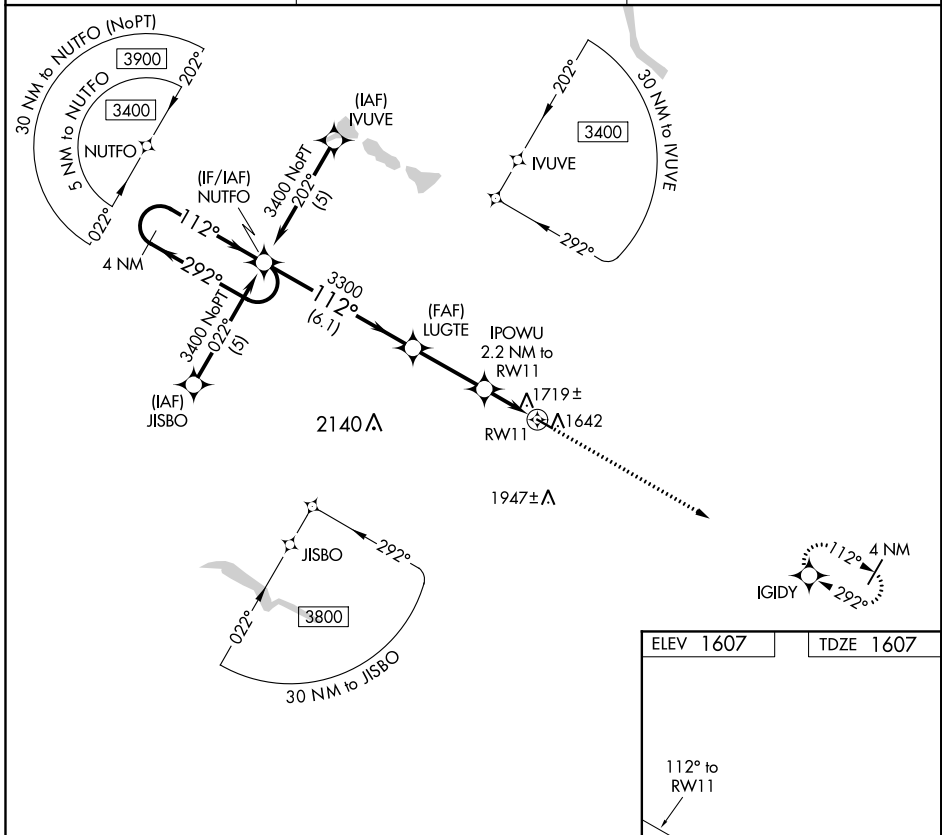 30 NM to NUTFO (NoPT)
3900
202°
5 NM to NUTFO
3400
NUTFO
022°
(IAF)
IVUVE
3400 NoPT
202°
(5)
202°
30 NM to IVUVE
3400
IVUVE
292°
(IF/IAF)
NUTFO
112°
4 NM
292°
3400 NoPT
022°
(5)
(IAF)
JISBO
3300
112°
(6.1)
(FAF)
LUGTE
IPOWU
2.2 NM to
RW11
1719±
1642
RW11
2140
1947±
JISBO
292°
022°
3800
30 NM to JISBO
112°
4 NM
IGIDY
292°
ELEV 1607
TDZE 1607
112° to
RW11